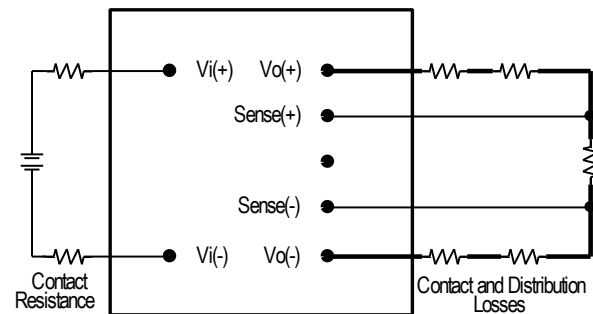 Vi(+) Vo(+)
Sense(+)
Sense(-)
Vi(-) Vo(-)
Contact
Resistance
Contact and Distribution
Losses